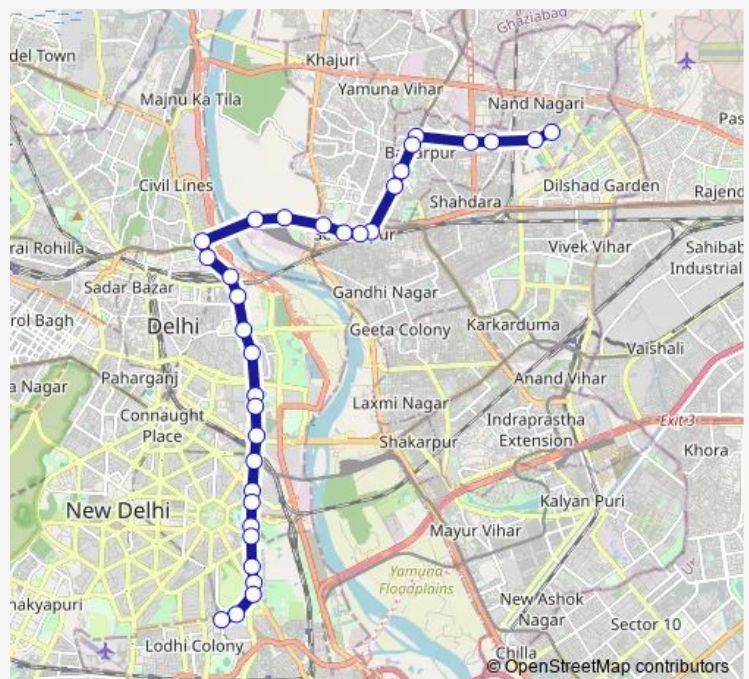 Ghaziabad
del Town
Khajuri
Yamuna Vihar
Majnu Ka Tila
Nand Nagari
Pas
Civil Lines
Dilshad Garden
Rajend
Shahdara
rai Rohilla
Vivek Vihar
Sahibab
Industrial
Sadar Bazar
Gandhi Nagar
rol Bagh
Delhi
Geeta Colony
Karkarduma
Vaishali
a Nagar
Paharganj
Anand Vihar
Connaught
Place
Laxmi Nagar
Indraprastha
Extension
Exit 3
Shakarpur
Khora
New Delhi
Kalyan Puri
Mayur Vihar
Yamuna
Floodplains
nakyapuri
New Ashok
Nagar
Sector 10
Lodhi Colony
Chilla
© OpenStreetMap contributors